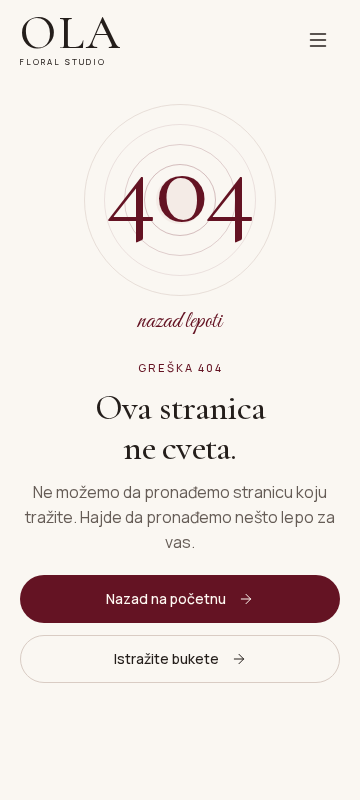 OLA
FLORAL STUDIO
404
nazad lepoti
GREŠKA 404
Ova stranica
ne cveta.
Ne možemo da pronađemo stranicu koju
tražite. Hajde da pronađemo nešto lepo za
vas.
Nazad na početnu
Istražite bukete